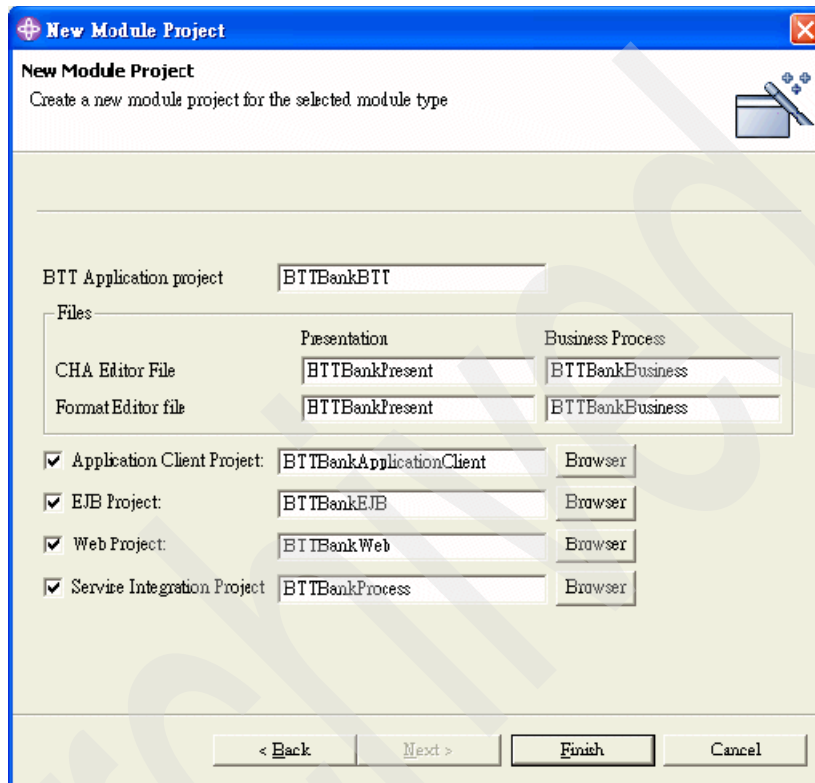 New Module Project
New Module Project
Create a new module project for the selected module type
BTT Application project BTTBankBTT
Files
Presentation Business Process
CHA Editor File BTTBankPresent BTTBankBusiness
Format Editor file BTTBankPresent BTTBankBusiness
Application Client Project: BTTBankApplicationClient Browser
EJB Project: BTTBankEJB Browser
Web Project: BTTBankWeb Browser
Service Integration Project BTTBankProcess Browser
< Back Next > Finish Cancel